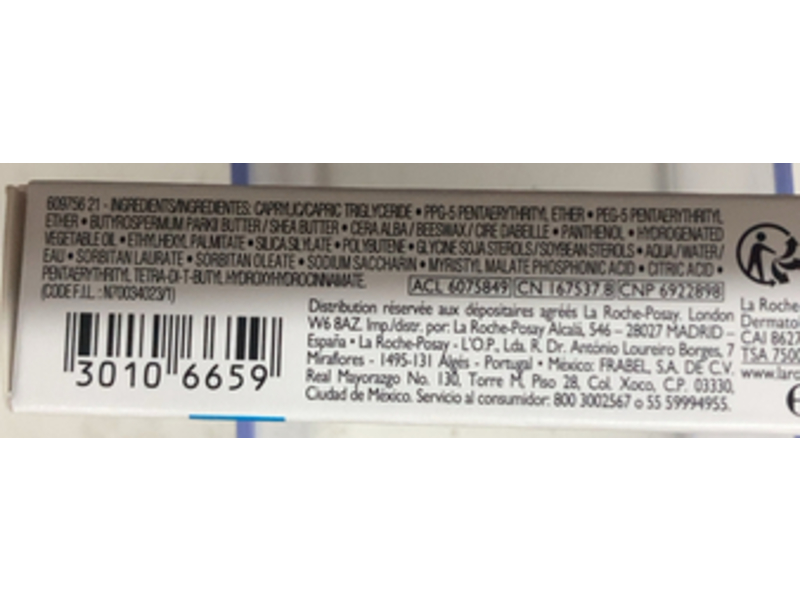 609756 21 - INGREDIENTS/INGREDIENTES: CAPRYLIC/CAPRIC TRIGLYCERIDE • PPG-5 PENTAERYTHRITYL ETHER • PEG-5 PENTAERYTHRITYL
ETHER • BUTYROSPERMUM PARKII BUTTER / SHEA BUTTER • CERA ALBA / BEESWAX / CIRE D'ABEILLE • PANTHENOL • HYDROGENATED
VEGETABLE OIL • ETHYLHEXYL PALMITATE • SILICA SILYLATE • POLYBUTENE • GLYCINE SOJA STEROLS / SOYBEAN STEROLS • AQUA / WATER /
EAU • SORBITAN LAURATE • SORBITAN OLEATE • SODIUM SACCHARIN • MYRISTYL MALATE PHOSPHONIC ACID • CITRIC ACID •
PENTAERYTHRITYL TETRA-DI-T-BUTYL HYDROXYHYDROCINNAMATE.
(CODE F.I.L. : N70034023/1)
ACL 6075849 CN 167537.8 CNP 6922898
Distribution réservée aux dépositaires agréés La Roche-Posay. London
W6 8AZ. Imp./distr. por: La Roche-Posay Alcalá, 546 – 28027 MADRID –
España • La Roche-Posay - L'O.P., Lda. R. Dr. António Loureiro Borges, 7
Miraflores - 1495-131 Algés - Portugal • México: FRABEL, S.A. DE C.V.
Real Mayorazgo No. 130, Torre M, Piso 28, Col. Xoco, C.P. 03330,
Ciudad de México. Servicio al consumidor: 800 3002567 o 55 59994955.
3010 6659
La Roche
Dermato
CAI 8627
TSA 7500
www.laro